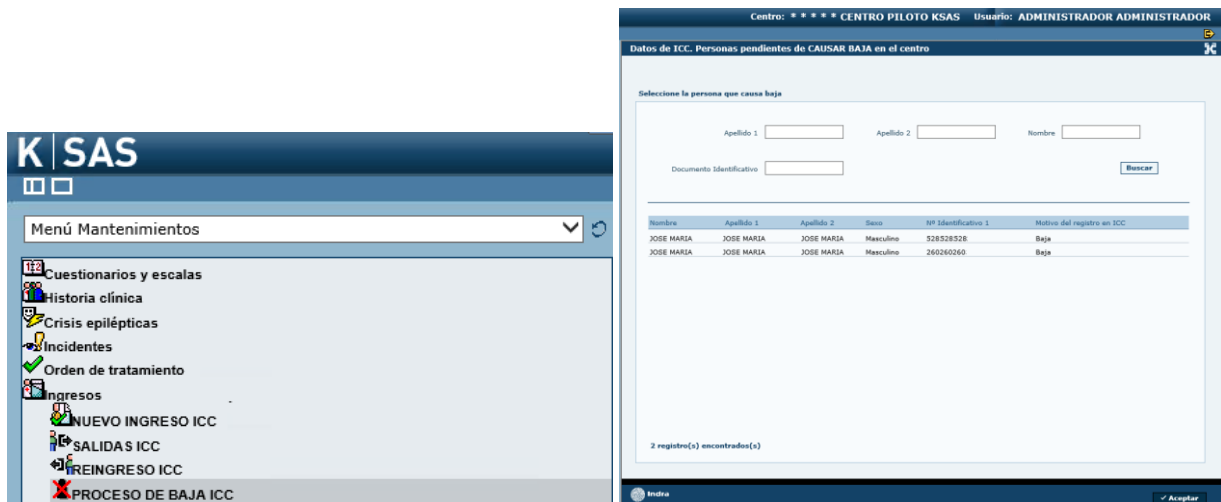 K SAS
Menú Mantenimientos
Cuestionarios y escalas
Historia clínica
Crisis epilépticas
Incidentes
Orden de tratamiento
Ingresos
NUEVO INGRESO ICC
SALIDAS ICC
REINGRESO ICC
PROCESO DE BAJA ICC
Centro: * * * * * CENTRO PILOTO KSAS Usuario: ADMINISTRADOR ADMINISTRADOR
Datos de ICC. Personas pendientes de CAUSAR BAJA en el centro
Seleccione la persona que causa baja
Apellido 1 Apellido 2 Nombre
Documento Identificativo Buscar
Nombre Apellido 1 Apellido 2 Sexo Nº Identificativo 1 Motivo del registro en ICC
JOSE MARIA JOSE MARIA JOSE MARIA Masculino 528528528 Baja
JOSE MARIA JOSE MARIA JOSE MARIA Masculino 260260260 Baja
2 registro(s) encontrados(s)
Indra ✓ Aceptar